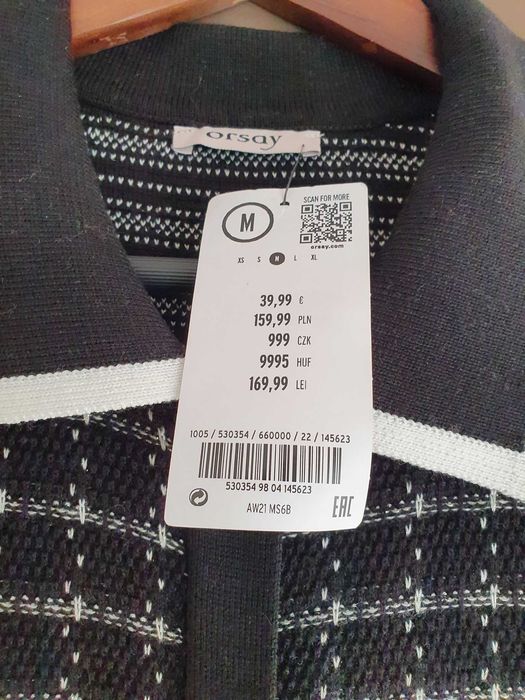 orsay
M
SCAN FOR MORE
orsay.com
XS S M L XL
39,99 €
159,99 PLN
999 CZK
9995 HUF
169,99 LEI
1005 / 530354 / 660000 / 22 / 145623
530354 98 04 145623
AW21 MS6B
EAC